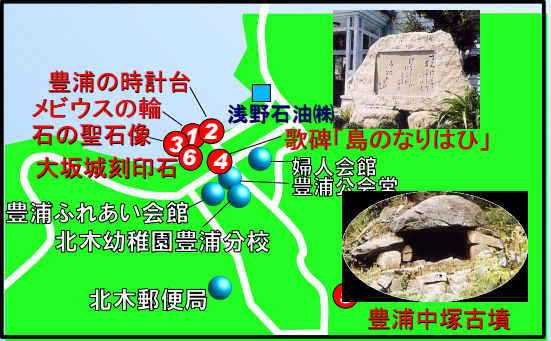 豊浦の時計台
メビウスの輪
石の聖石像
大坂城刻印石
3
1
2
6
4
浅野石油㈱
歌碑「島のなりはひ」
婦人会館
豊浦公会堂
豊浦ふれあい会館
北木幼稚園豊浦分校
北木郵便局
豊浦中塚古墳